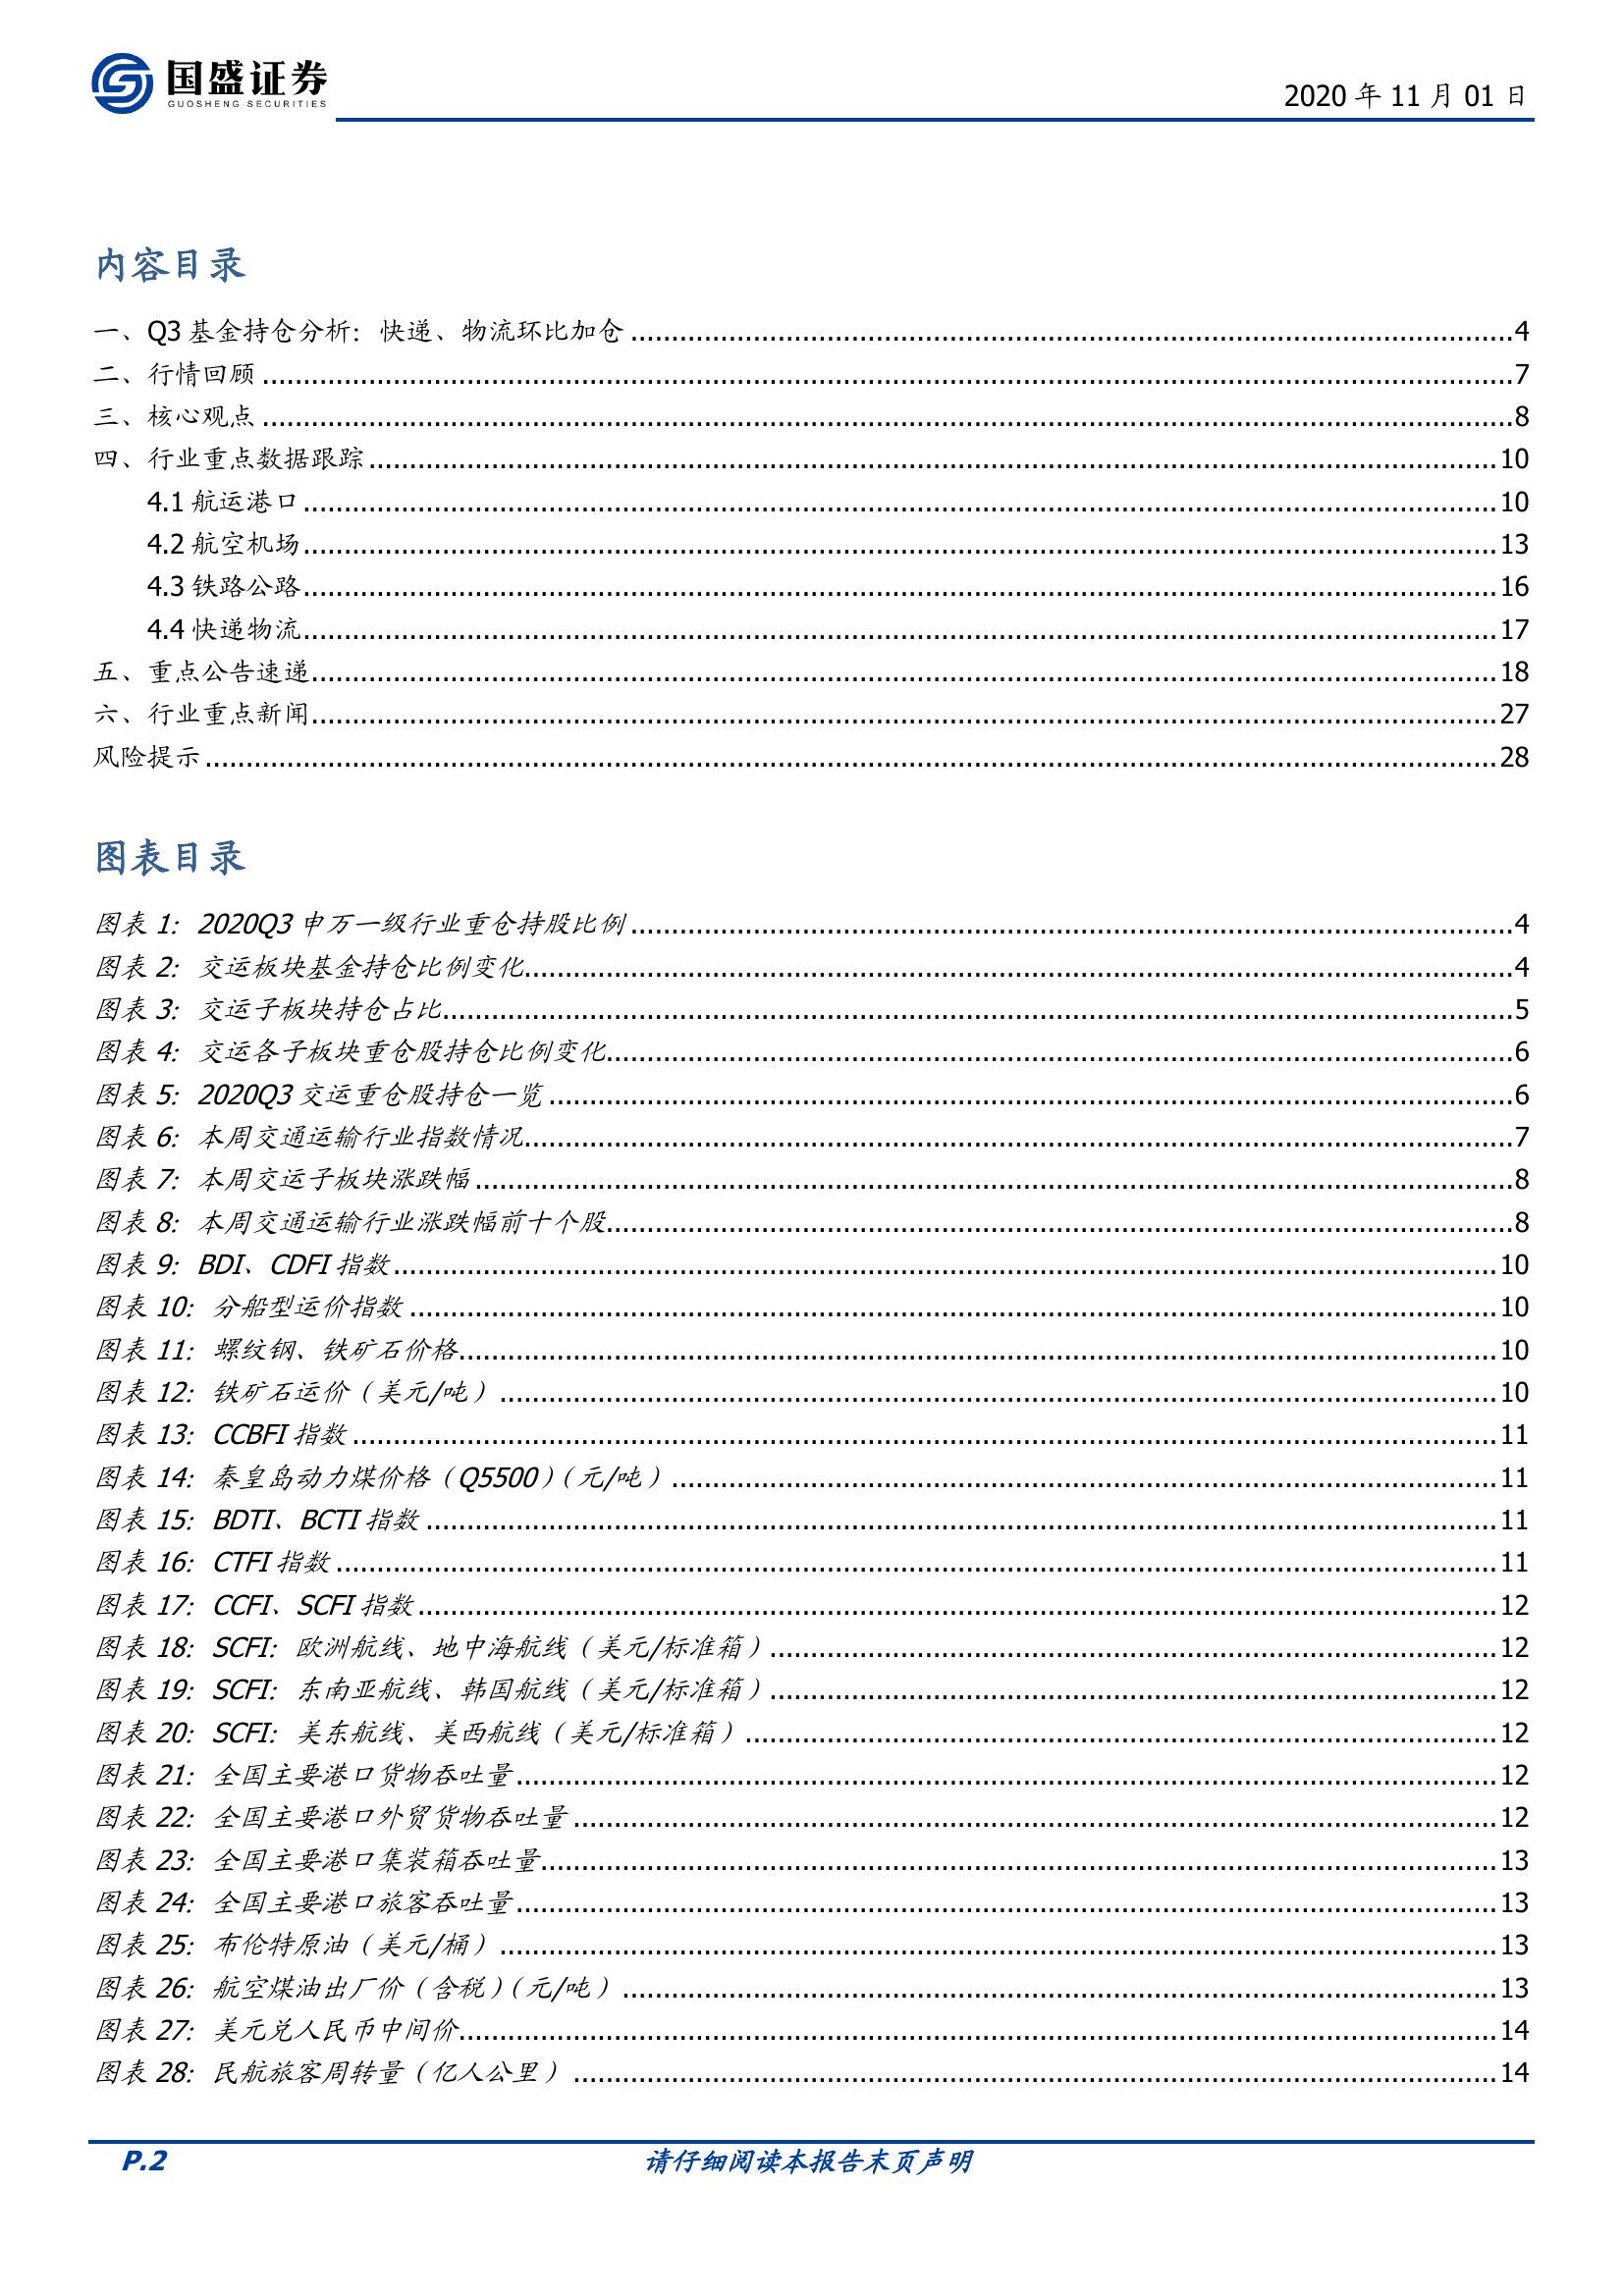 国盛证券
GUOSHENG SECURITIES
2020 年 11 月 01 日
内容目录
一、Q3 基金持仓分析：快递、物流环比加仓 ........ 4
二、行情回顾 ........ 7
三、核心观点 ........ 8
四、行业重点数据跟踪 ........ 10
4.1 航运港口 ........ 10
4.2 航空机场 ........ 13
4.3 铁路公路 ........ 16
4.4 快递物流 ........ 17
五、重点公告速递 ........ 18
六、行业重点新闻 ........ 27
风险提示 ........ 28
图表目录
图表 1：2020Q3 申万一级行业重仓持股比例 ........ 4
图表 2：交运板块基金持仓比例变化 ........ 4
图表 3：交运子板块持仓占比 ........ 5
图表 4：交运各子板块重仓股持仓比例变化 ........ 6
图表 5：2020Q3 交运重仓股持仓一览 ........ 6
图表 6：本周交通运输行业指数情况 ........ 7
图表 7：本周交运子板块涨跌幅 ........ 8
图表 8：本周交通运输行业涨跌幅前十个股 ........ 8
图表 9：BDI、CDFI 指数 ........ 10
图表 10：分船型运价指数 ........ 10
图表 11：螺纹钢、铁矿石价格 ........ 10
图表 12：铁矿石运价（美元/吨） ........ 10
图表 13：CCBFI 指数 ........ 11
图表 14：秦皇岛动力煤价格（Q5500）（元/吨） ........ 11
图表 15：BDTI、BCTI 指数 ........ 11
图表 16：CTFI 指数 ........ 11
图表 17：CCFI、SCFI 指数 ........ 12
图表 18：SCFI：欧洲航线、地中海航线（美元/标准箱） ........ 12
图表 19：SCFI：东南亚航线、韩国航线（美元/标准箱） ........ 12
图表 20：SCFI：美东航线、美西航线（美元/标准箱） ........ 12
图表 21：全国主要港口货物吞吐量 ........ 12
图表 22：全国主要港口外贸货物吞吐量 ........ 12
图表 23：全国主要港口集装箱吞吐量 ........ 13
图表 24：全国主要港口旅客吞吐量 ........ 13
图表 25：布伦特原油（美元/桶） ........ 13
图表 26：航空煤油出厂价（含税）（元/吨） ........ 13
图表 27：美元兑人民币中间价 ........ 14
图表 28：民航旅客周转量（亿人公里） ........ 14
P.2 请仔细阅读本报告末页声明